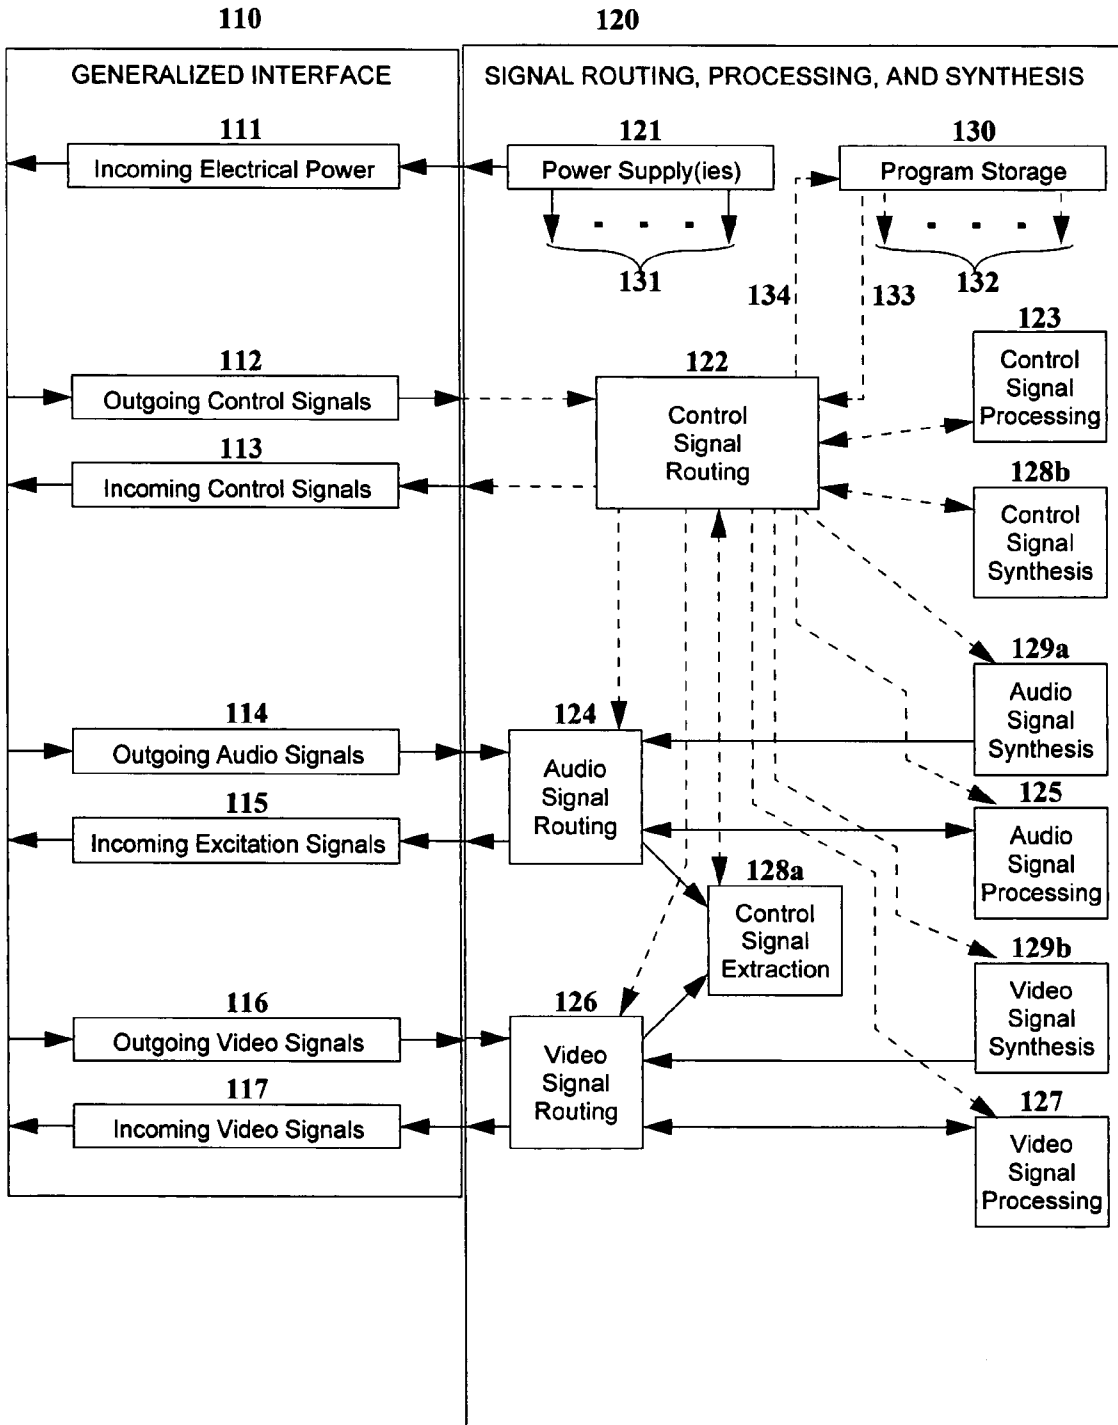 110
120
GENERALIZED INTERFACE
SIGNAL ROUTING, PROCESSING, AND SYNTHESIS
111
Incoming Electrical Power
121
Power Supply(ies)
130
Program Storage
131
134
133
132
112
Outgoing Control Signals
113
Incoming Control Signals
122
Control
Signal
Routing
123
Control
Signal
Processing
128b
Control
Signal
Synthesis
129a
Audio
Signal
Synthesis
114
Outgoing Audio Signals
115
Incoming Excitation Signals
124
Audio
Signal
Routing
125
Audio
Signal
Processing
128a
Control
Signal
Extraction
129b
Video
Signal
Synthesis
116
Outgoing Video Signals
117
Incoming Video Signals
126
Video
Signal
Routing
127
Video
Signal
Processing